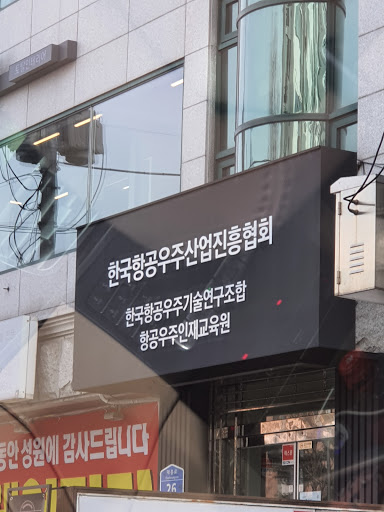 한국항공우주산업진흥협회
한국항공우주기술연구조합
항공우주인재교육원
동안 성원에 감사드립니다
26